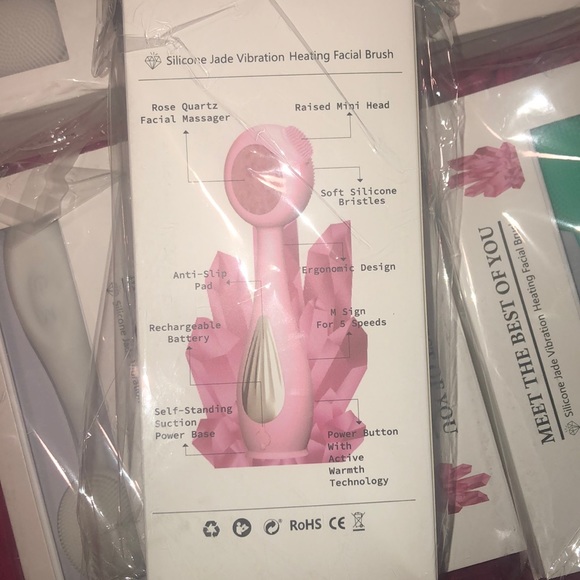 Silicone Jade Vibration Heating Facial Brush
Rose Quartz
Facial Massager
Raised Mini Head
Soft Silicone
Bristles
Anti-Slip
Pad
Ergonomic Design
Rechargeable
Battery
M Sign
For 5 Speeds
Self-Standing
Suction
Power Base
Power Button
With
Active
Warmth
Technology
RoHS CE
MEET THE BEST OF YOU
Silicone Jade Vibration Heating Facial